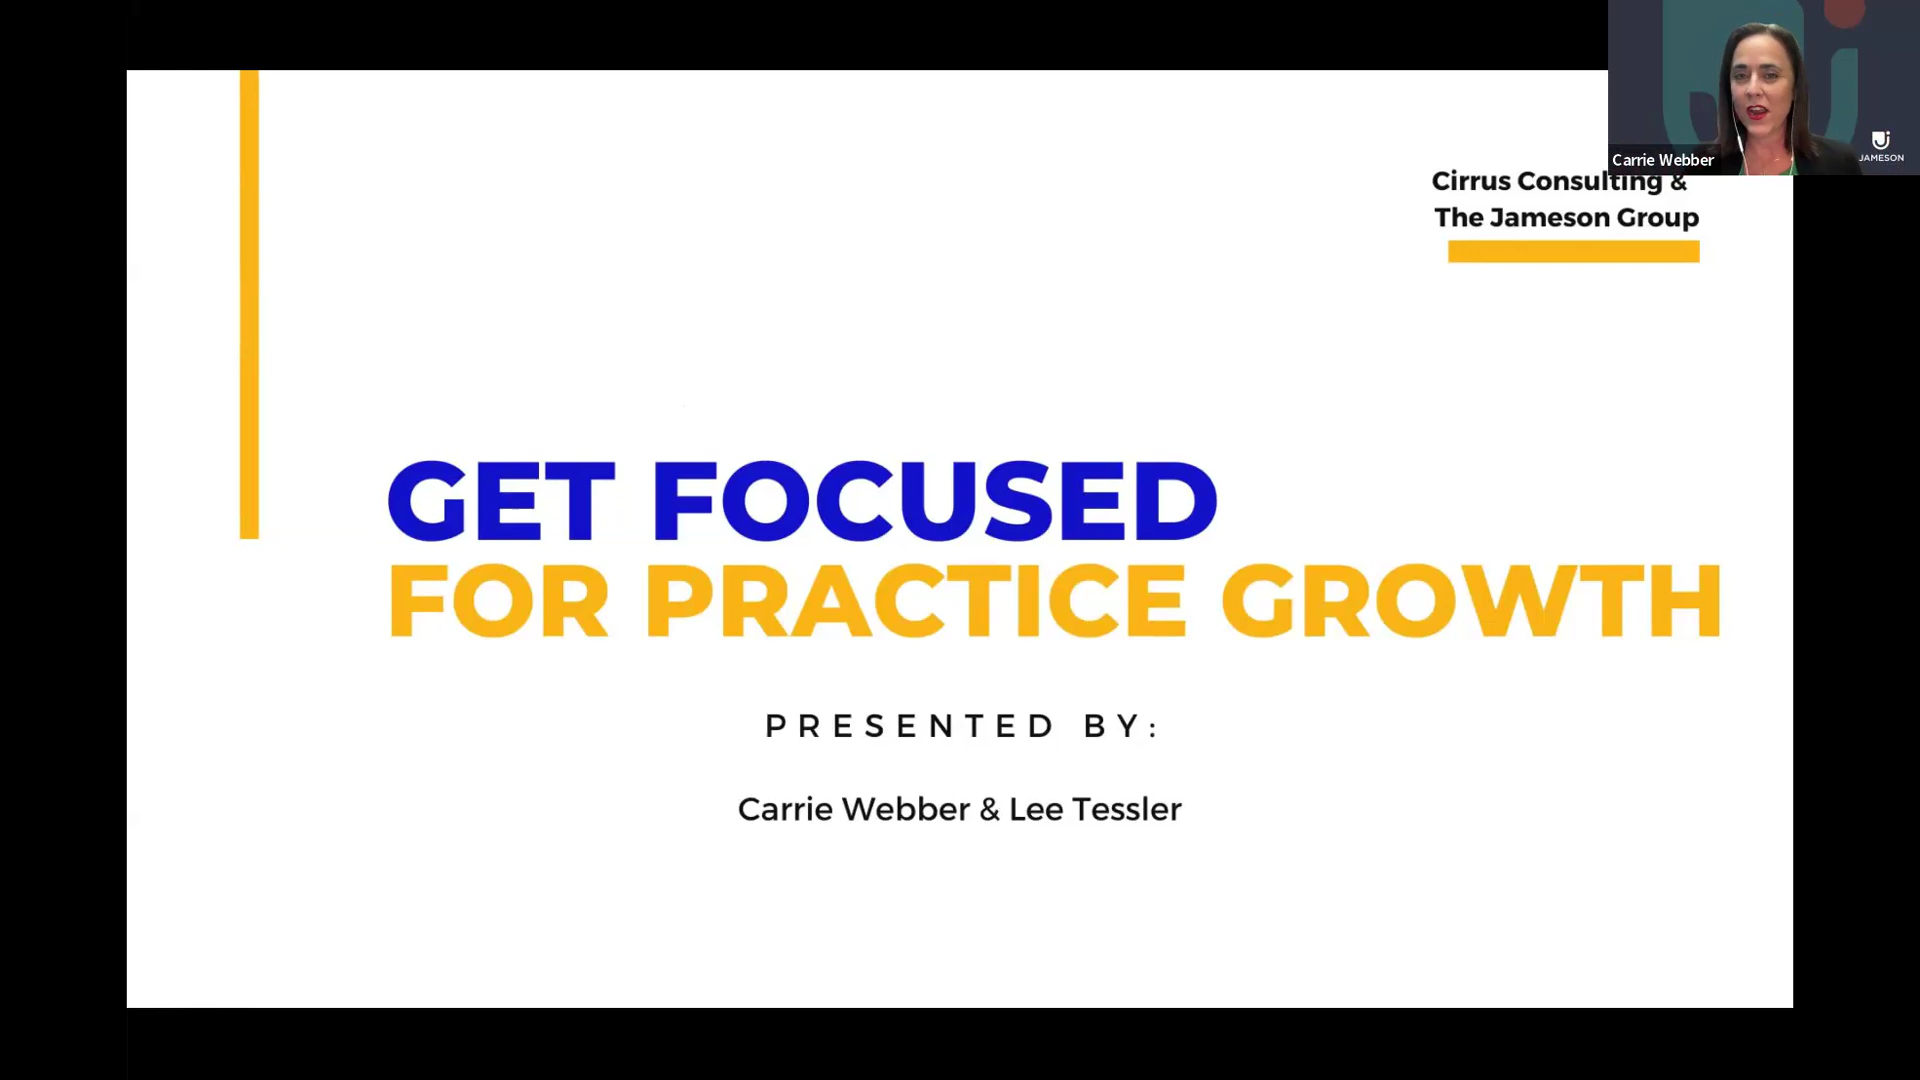 Carrie Webber
JAMESON
Cirrus Consulting &
The Jameson Group
GET FOCUSED
FOR PRACTICE GROWTH
PRESENTED BY:
Carrie Webber & Lee Tessler